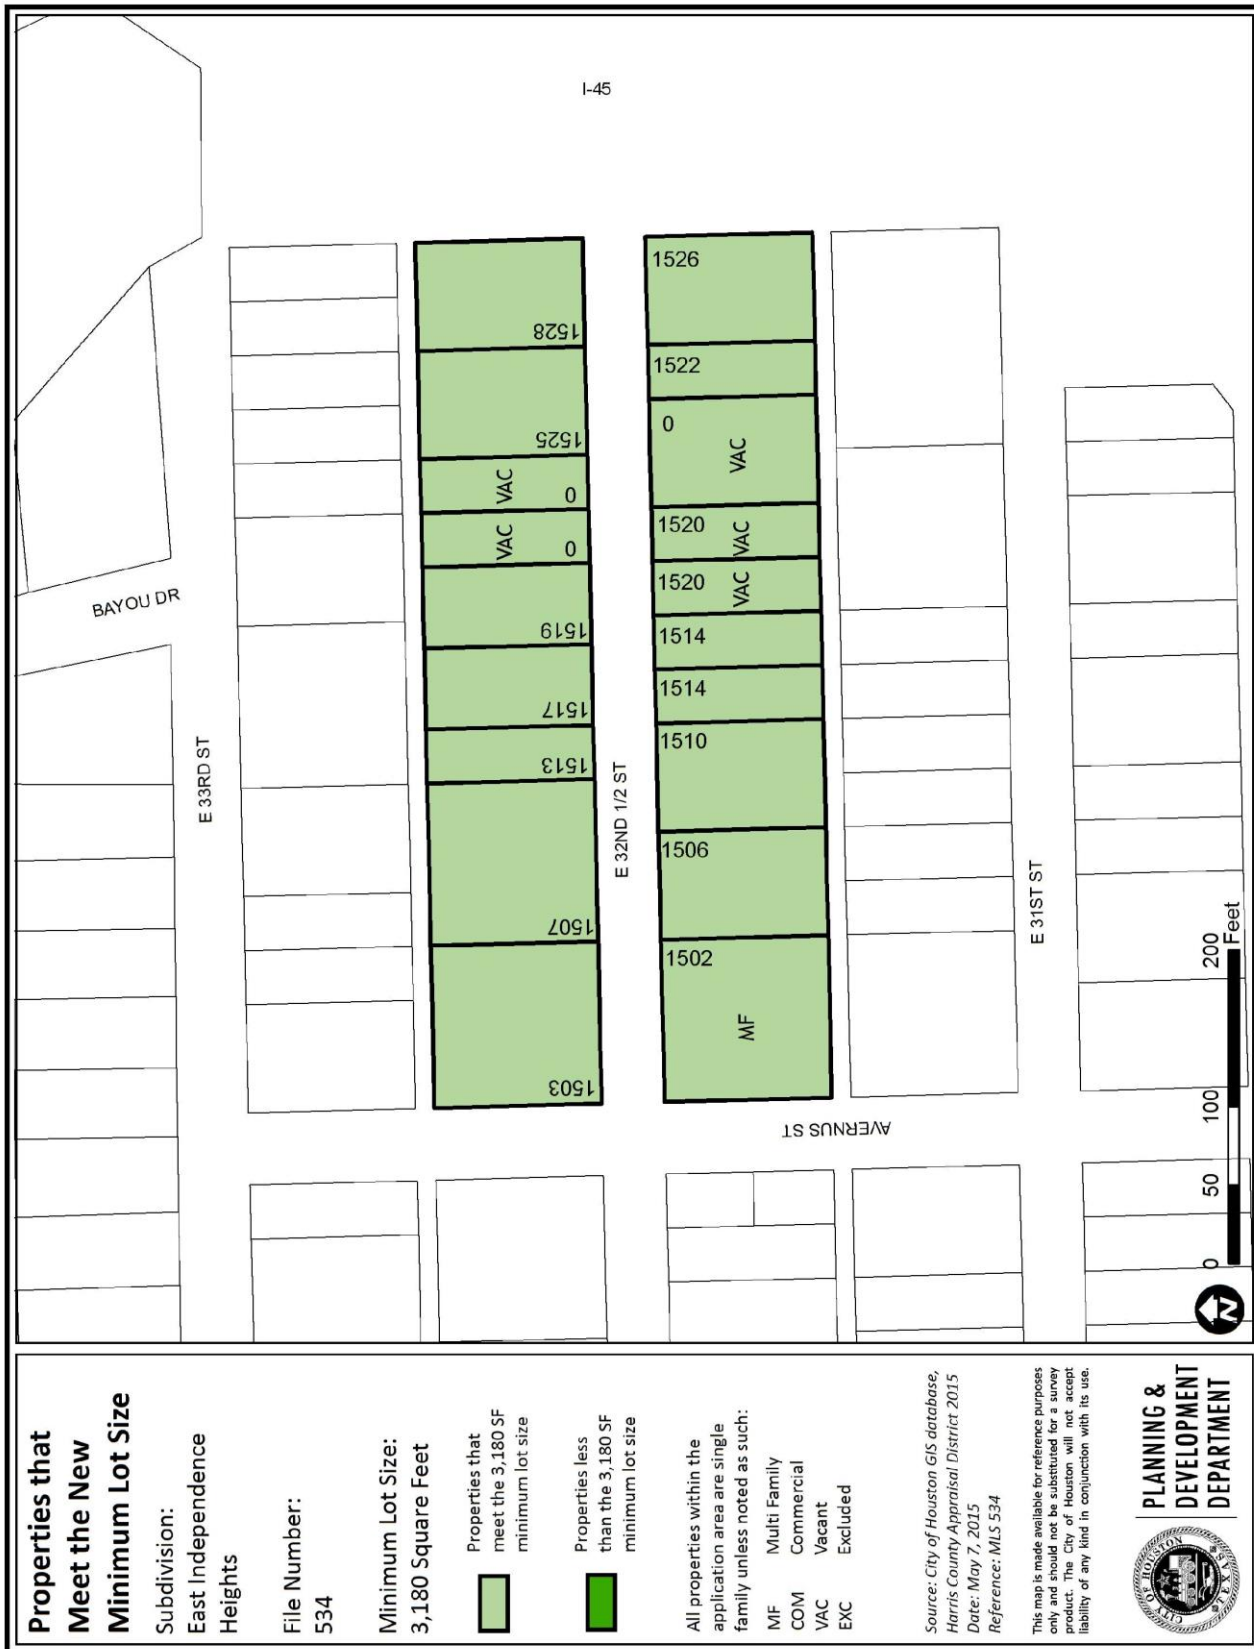 I-45
BAYOU DR
E 33RD ST
1528
1525
VAC
0
VAC
0
1519
1517
1513
1507
1503
E 32ND 1/2 ST
1526
1522
0
VAC
1520
VAC
1520
VAC
1514
1514
1510
1506
1502
MF
AVERNUS ST
E 31ST ST
0
50
100
200
Feet
N
Properties that
Meet the New
Minimum Lot Size
Subdivision:
East Independence
Heights
File Number:
534
Minimum Lot Size:
3,180 Square Feet
Properties that
meet the 3,180 SF
minimum lot size
Properties less
than the 3,180 SF
minimum lot size
All properties within the
application area are single
family unless noted as such:
MF Multi Family
COM Commercial
VAC Vacant
EXC Excluded
Source: City of Houston GIS database,
Harris County Appraisal District 2015
Date: May 7, 2015
Reference: MLS 534
This map is made available for reference purposes
only and should not be substituted for a survey
product. The City of Houston will not accept
liability of any kind in conjunction with its use.
CITY OF HOUSTON
TEXAS
PLANNING &
DEVELOPMENT
DEPARTMENT